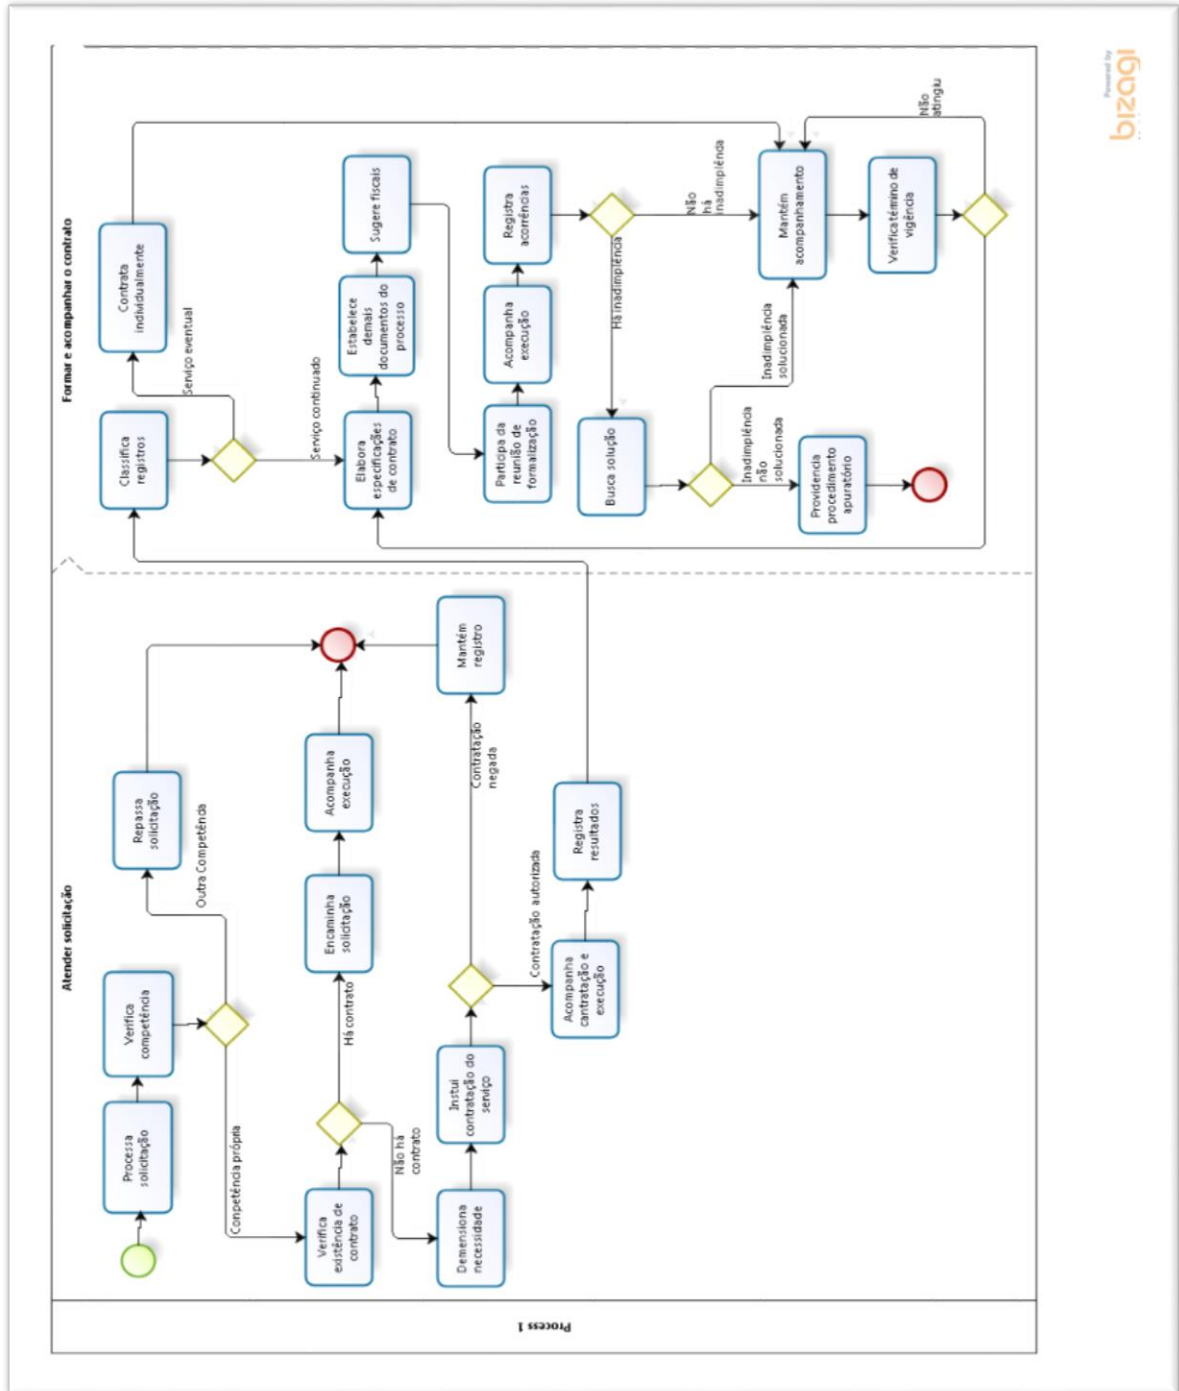 Process 1
Atender solicitação
Processa
solicitação
Verifica
competência
Repassa
solicitação
Outra Competência
Competência própria
Verifica
existência de
contrato
Há contrato
Encaminha
solicitação
Acompanha
execução
Não há
contrato
Demensiona
necessidade
Instui
contratação do
serviço
Contratação
negada
Mantém
registro
Contratação autorizada
Acompanha
cantratação e
execução
Registra
resultados
Formar e acompanhar o contrato
Classifica
registros
Contrata
individualmente
Serviço eventual
Serviço continuado
Elabora
especificações
de contrato
Estabelece
demais
documentos do
processo
Sugere fiscais
Participa da
reunião de
formalização
Acompanha
execução
Registra
acorrências
Há inadimplência
Não
há
inadimplência
Busca solução
Inadimplência
solucionada
Inadimplência
não
solucionada
Mantém
acompanhamento
Providencia
procedimento
apuratório
Verifica término de
vigência
Não
atingiu
Powered by
bizagi